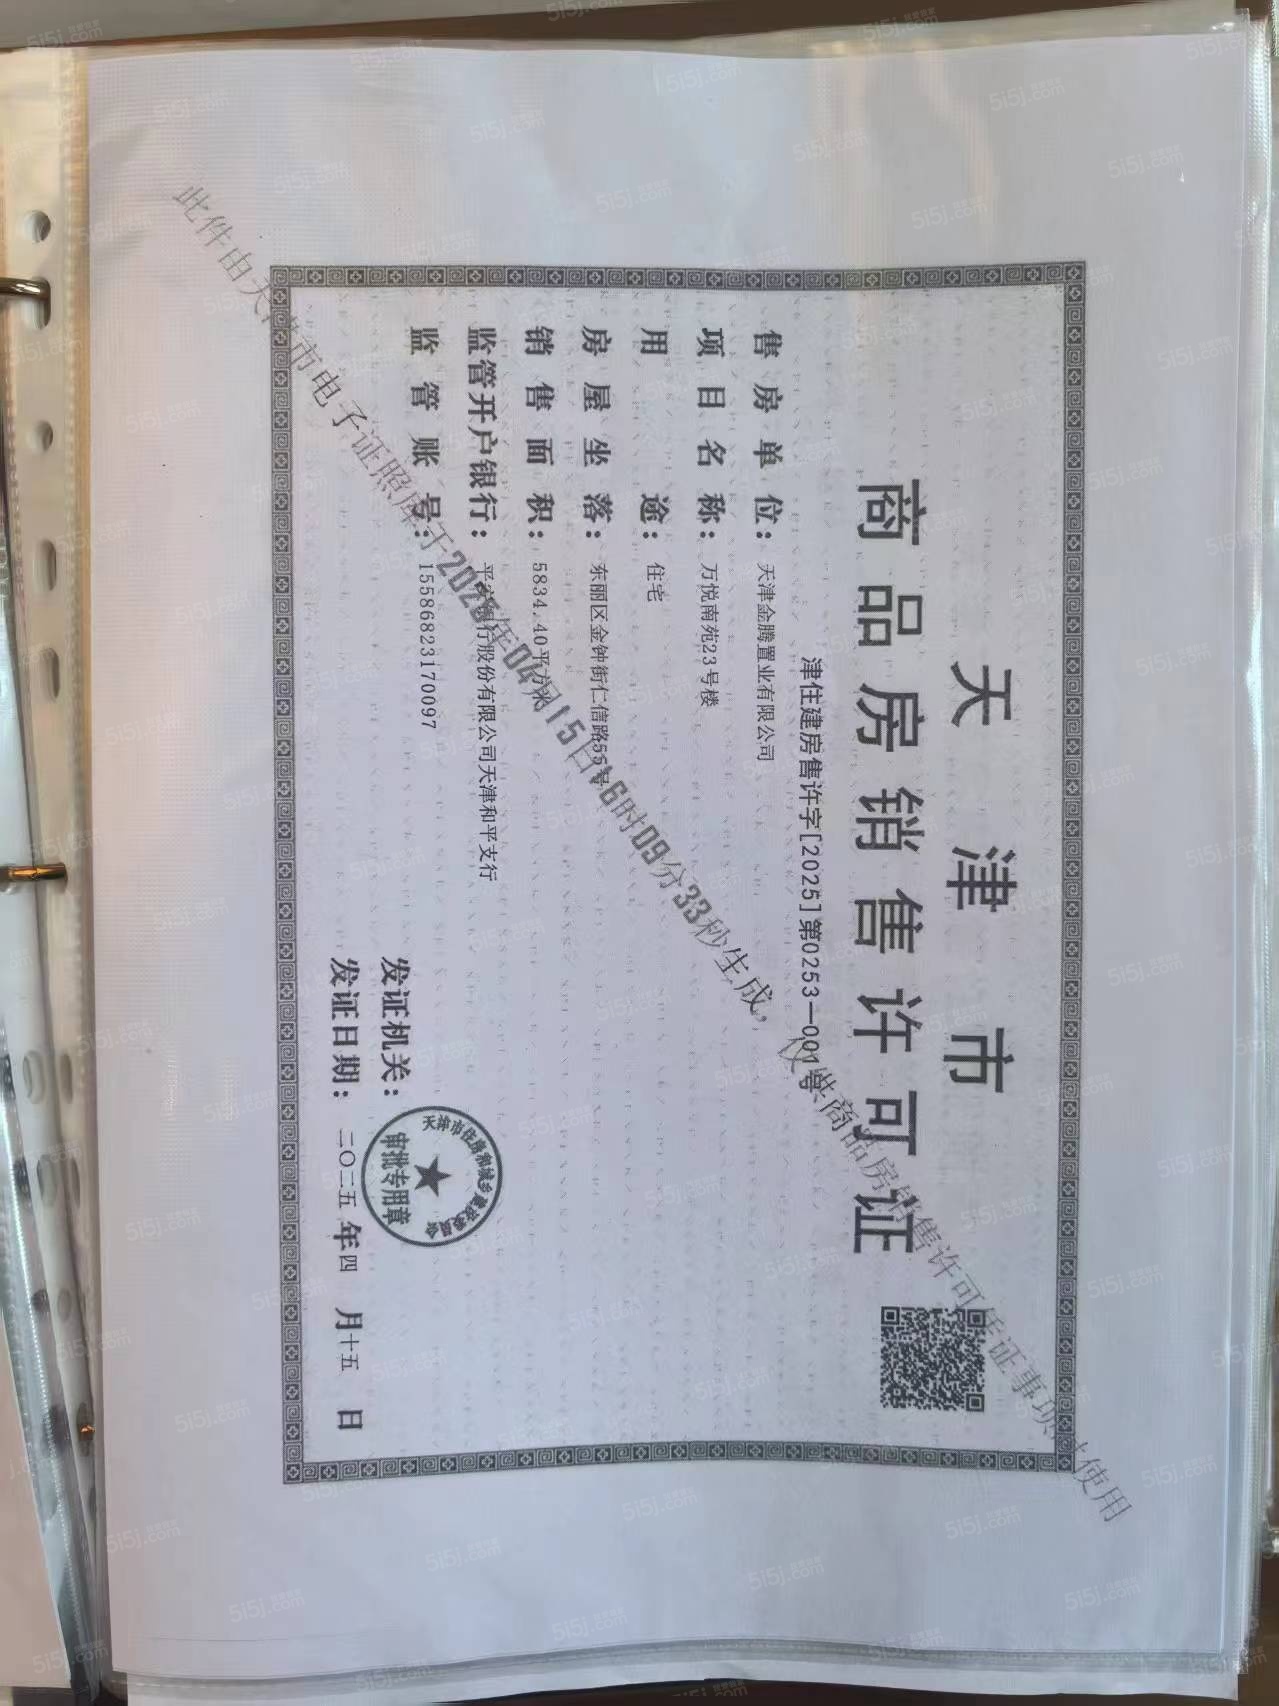 天津市
商品房销售许可证
津住建房售许字[2025]第0253—001号
售房单位：天津金腾置业有限公司
项目名称：万悦南苑23号楼
用途：住宅
房屋坐落：东丽区金钟街仁信路55号
销售面积：5834.40平方米
监管开户银行：平安银行股份有限公司天津和平支行
监管账号：15586823170097
发证机关：
发证日期：二〇二五年四月十五日
天津市住房和城乡建设委员会
审批专用章
此件由天津市电子证照库于2025年04月15日16时09分33秒生成，仅供商品房销售许可凭证事项 使用
5i5j.com